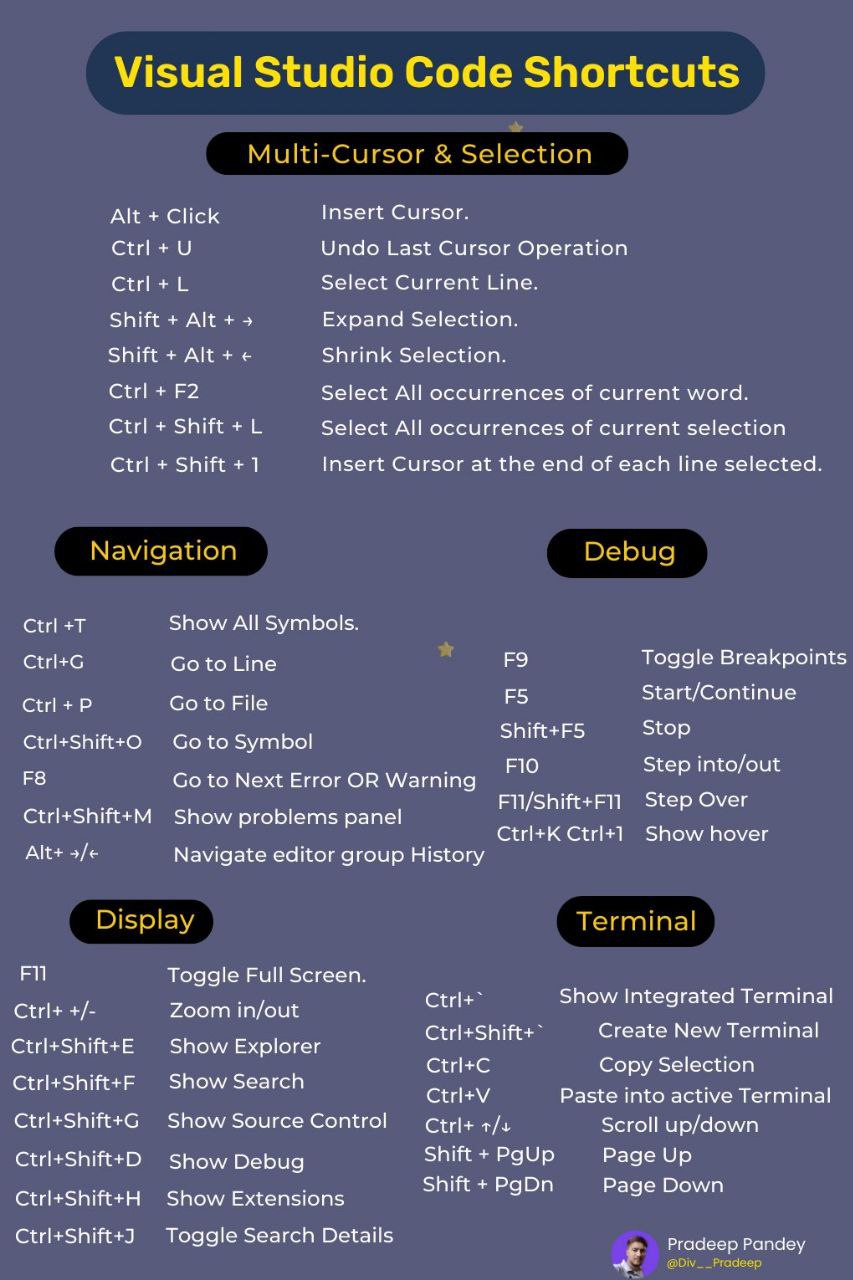 Visual Studio Code Shortcuts
Multi-Cursor & Selection
Alt + Click Insert Cursor.
Ctrl + U Undo Last Cursor Operation
Ctrl + L Select Current Line.
Shift + Alt + → Expand Selection.
Shift + Alt + ← Shrink Selection.
Ctrl + F2 Select All occurrences of current word.
Ctrl + Shift + L Select All occurrences of current selection
Ctrl + Shift + 1 Insert Cursor at the end of each line selected.
Navigation
Ctrl +T Show All Symbols.
Ctrl+G Go to Line
Ctrl + P Go to File
Ctrl+Shift+O Go to Symbol
F8 Go to Next Error OR Warning
Ctrl+Shift+M Show problems panel
Alt+ →/← Navigate editor group History
Debug
F9 Toggle Breakpoints
F5 Start/Continue
Shift+F5 Stop
F10 Step into/out
F11/Shift+F11 Step Over
Ctrl+K Ctrl+1 Show hover
Display
F11 Toggle Full Screen.
Ctrl+ +/- Zoom in/out
Ctrl+Shift+E Show Explorer
Ctrl+Shift+F Show Search
Ctrl+Shift+G Show Source Control
Ctrl+Shift+D Show Debug
Ctrl+Shift+H Show Extensions
Ctrl+Shift+J Toggle Search Details
Terminal
Ctrl+` Show Integrated Terminal
Ctrl+Shift+` Create New Terminal
Ctrl+C Copy Selection
Ctrl+V Paste into active Terminal
Ctrl+ ↑/↓ Scroll up/down
Shift + PgUp Page Up
Shift + PgDn Page Down
Pradeep Pandey
@Div__Pradeep